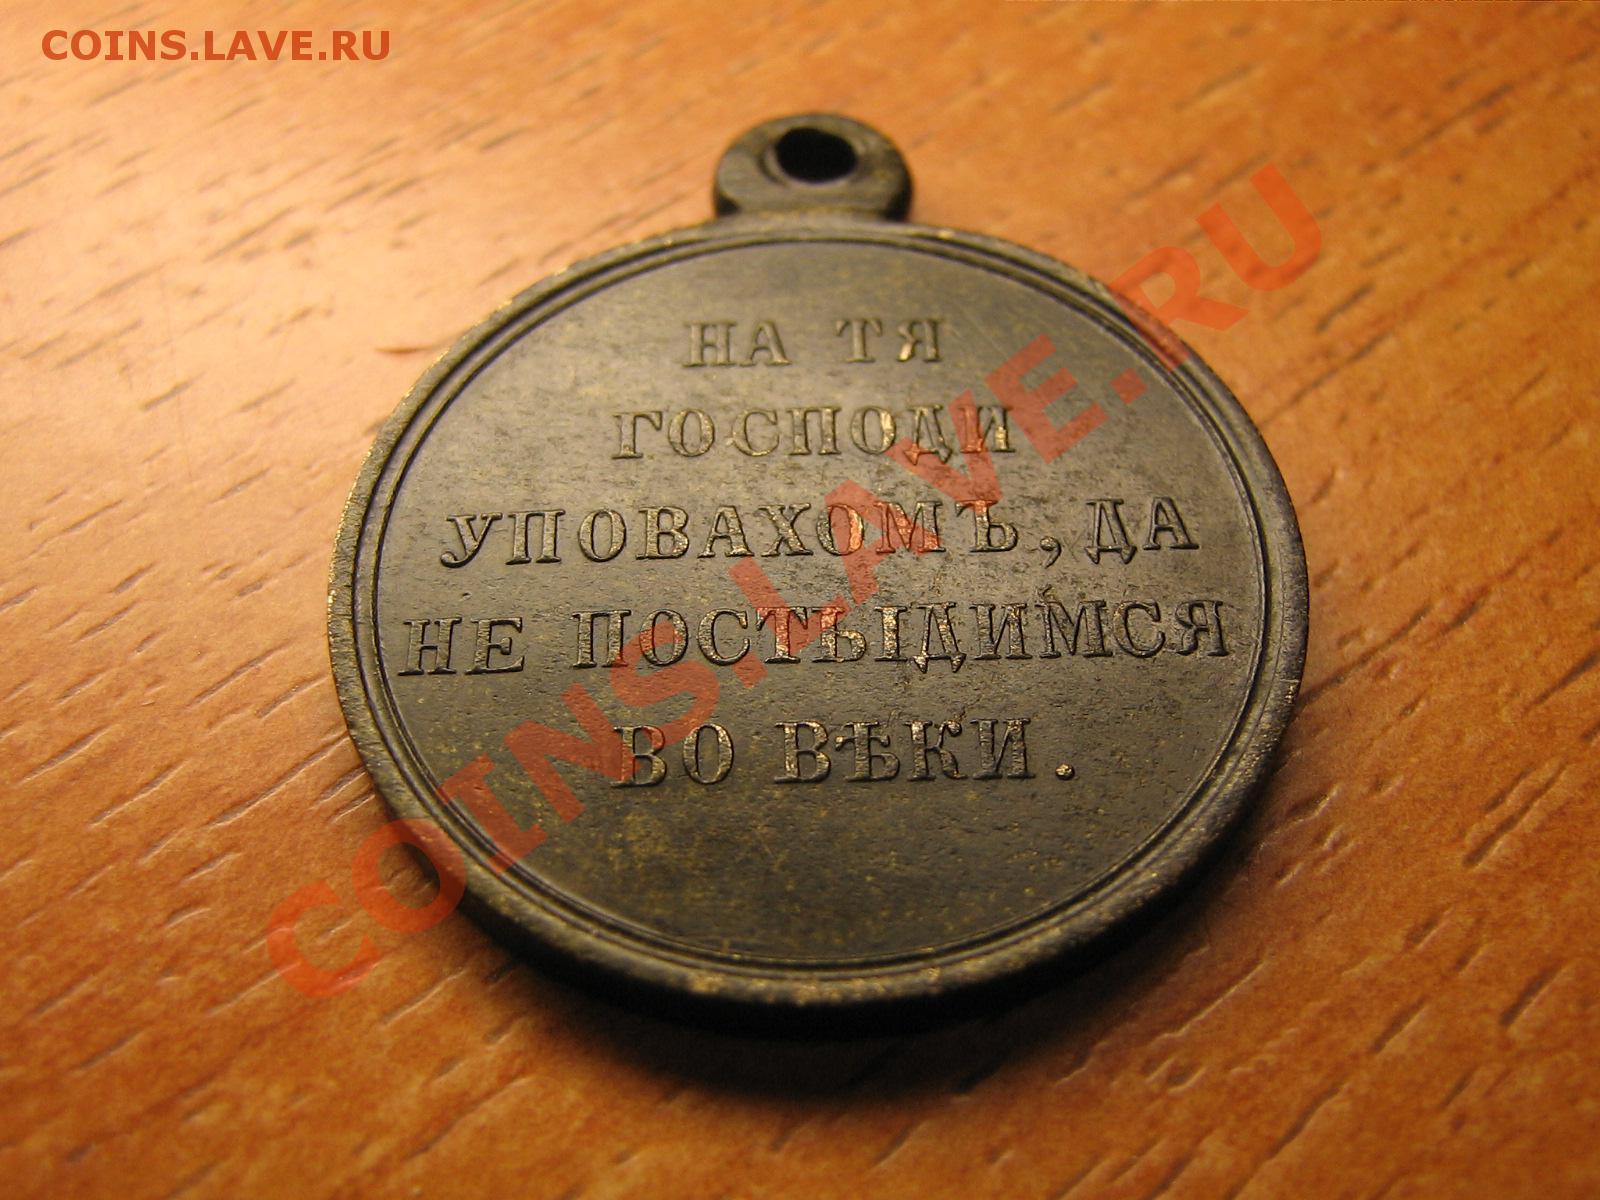 COINS.LAVE.RU
НА ТЯ
ГОСПОДИ
УПОВАХОМЪ, ДА
НЕ ПОСТЫДИМСЯ
ВО ВѢКИ.
COINS.LAVE.RU